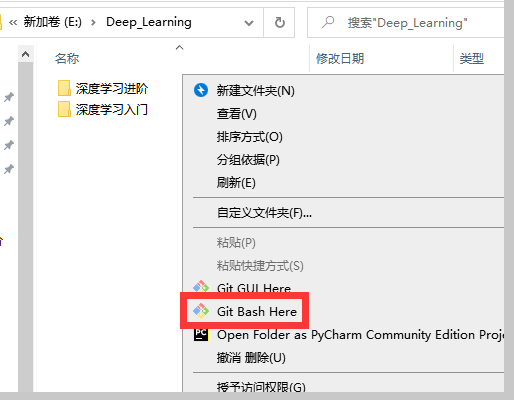 « 新加卷 (E:) › Deep_Learning
搜索"Deep_Learning"
名称 修改日期 类型
深度学习进阶
深度学习入门
新建文件夹(N)
查看(V)
排序方式(O)
分组依据(P)
刷新(E)
自定义文件夹(F)...
粘贴(P)
粘贴快捷方式(S)
Git GUI Here
Git Bash Here
PC Open Folder as PyCharm Community Edition Proj
撤消 删除(U)
授予访问权限(G)